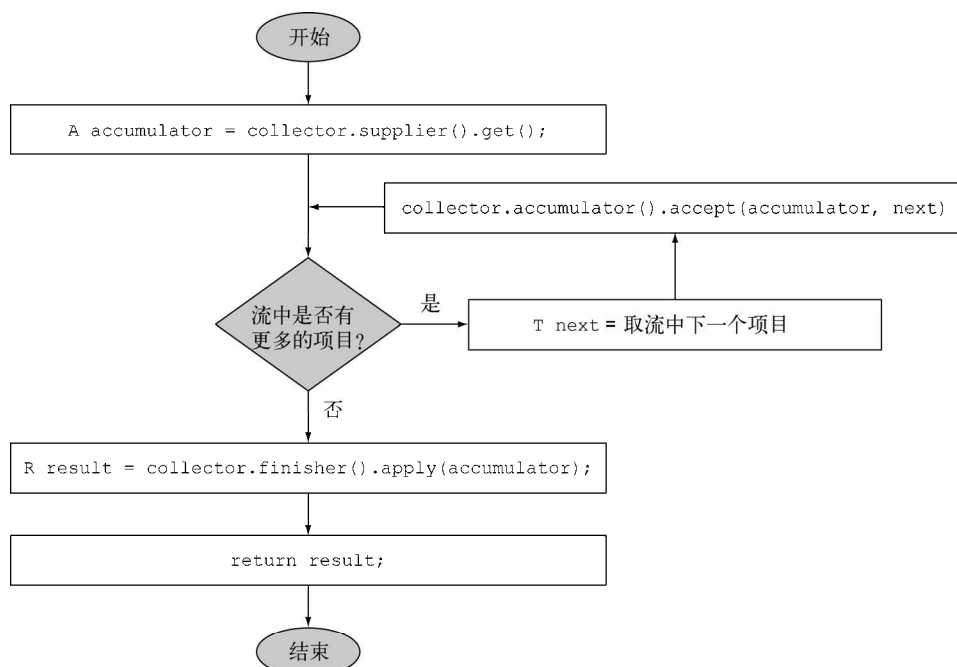 开始
A accumulator = collector.supplier().get();
collector.accumulator().accept(accumulator, next)
流中是否有
更多的项目？
是
T next = 取流中下一个项目
否
R result = collector.finisher().apply(accumulator);
return result;
结束